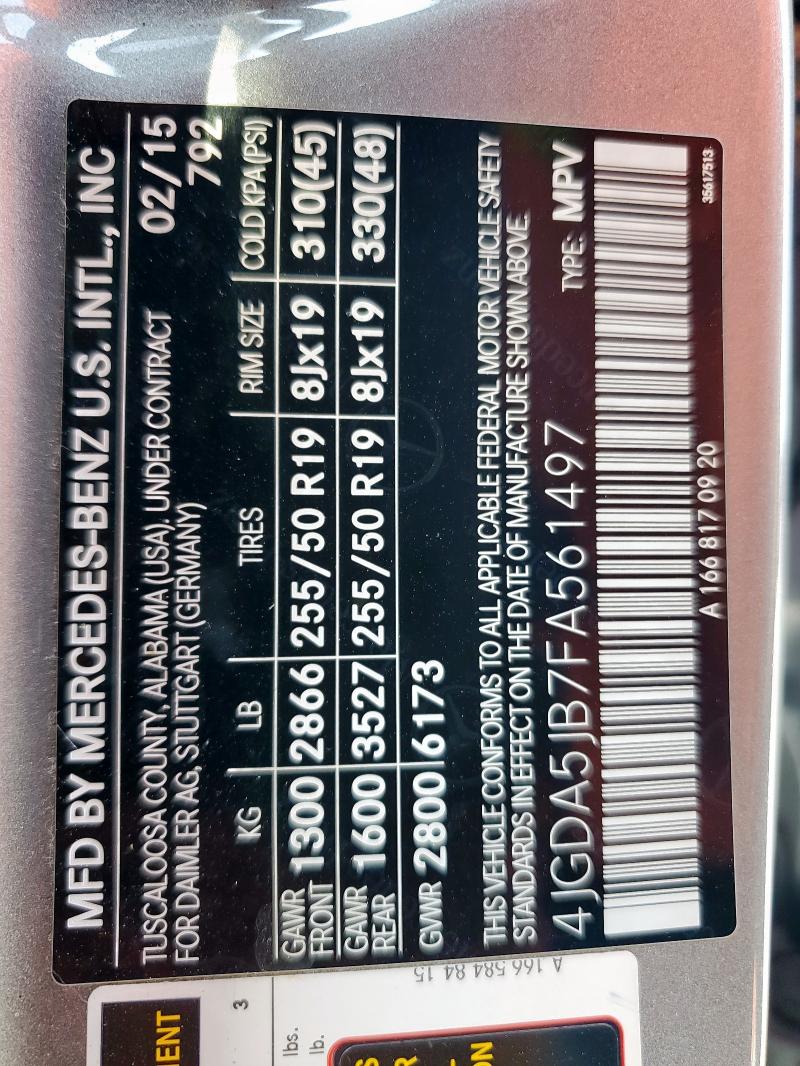 MFD BY MERCEDES-BENZ U.S. INTL., INC
TUSCALOOSA COUNTY, ALABAMA (USA), UNDER CONTRACT 02/15
FOR DAIMLER AG, STUTTGART (GERMANY) 792
KG LB TIRES RIM SIZE COLD KPA(PSI)
GAWR FRONT 1300 2866 255/50 R19 8Jx19 310(45)
GAWR REAR 1600 3527 255/50 R19 8Jx19 330(48)
GVWR 2800 6173
THIS VEHICLE CONFORMS TO ALL APPLICABLE FEDERAL MOTOR VEHICLE SAFETY
STANDARDS IN EFFECT ON THE DATE OF MANUFACTURE SHOWN ABOVE.
4JGDA5JB7FA561497 TYPE: MPV
A 166 817 09 20
35617513
A 166 584 84 15
3
lbs.
lb.